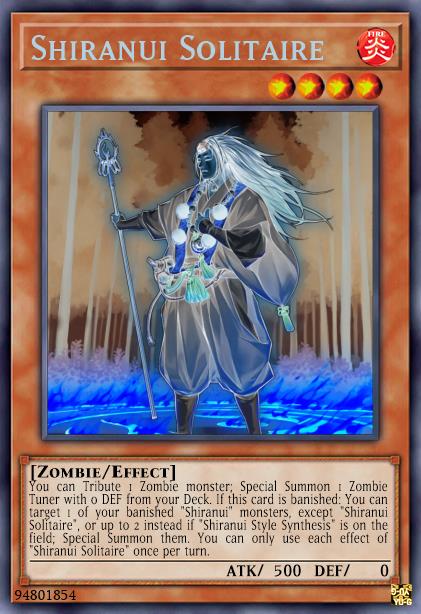 Shiranui Solitaire
FIRE
炎
[Zombie/Effect]
You can Tribute 1 Zombie monster; Special Summon 1 Zombie
Tuner with 0 DEF from your Deck. If this card is banished: You can
target 1 of your banished "Shiranui" monsters, except "Shiranui
Solitaire", or up to 2 instead if "Shiranui Style Synthesis" is on the
field; Special Summon them. You can only use each effect of
"Shiranui Solitaire" once per turn.
ATK/ 500 DEF/ 0
94801854